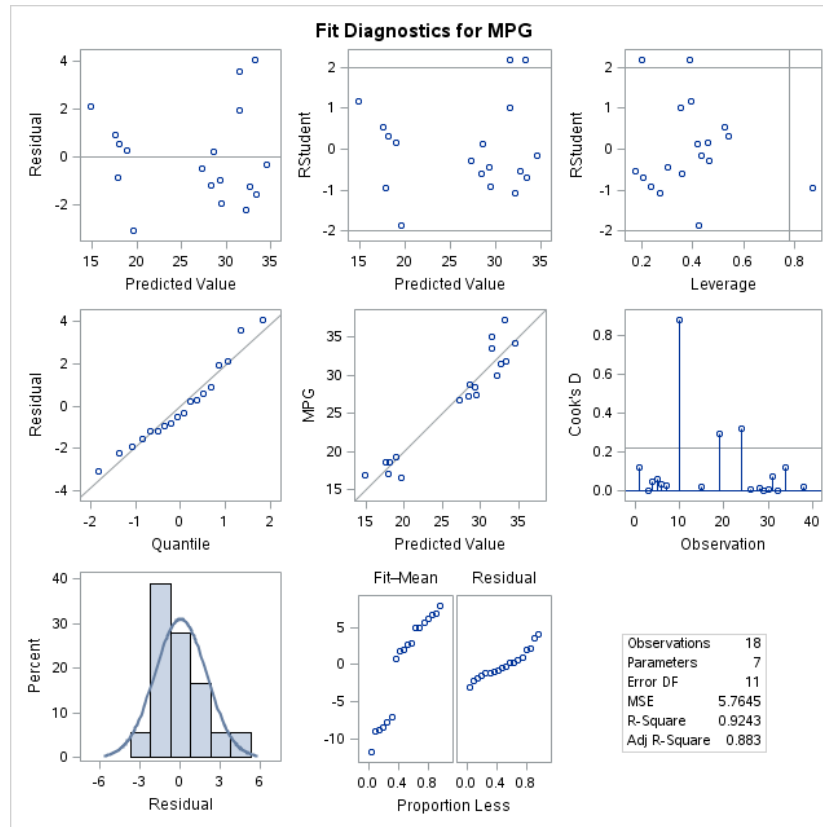 Fit Diagnostics for MPG
4
2
0
-2
Residual
15 20 25 30 35
Predicted Value
2
1
0
-1
-2
RStudent
15 20 25 30 35
Predicted Value
2
1
0
-1
-2
RStudent
0.2 0.4 0.6 0.8
Leverage
4
2
0
-2
-4
Residual
-2 -1 0 1 2
Quantile
35
30
25
20
15
MPG
15 20 25 30 35
Predicted Value
0.8
0.6
0.4
0.2
0.0
Cook's D
0 10 20 30 40
Observation
40
30
20
10
0
Percent
-6 -3 0 3 6
Residual
Fit–Mean Residual
5
0
-5
-10
0.0 0.4 0.8 0.0 0.4 0.8
Proportion Less
Observations 18
Parameters 7
Error DF 11
MSE 5.7645
R-Square 0.9243
Adj R-Square 0.883